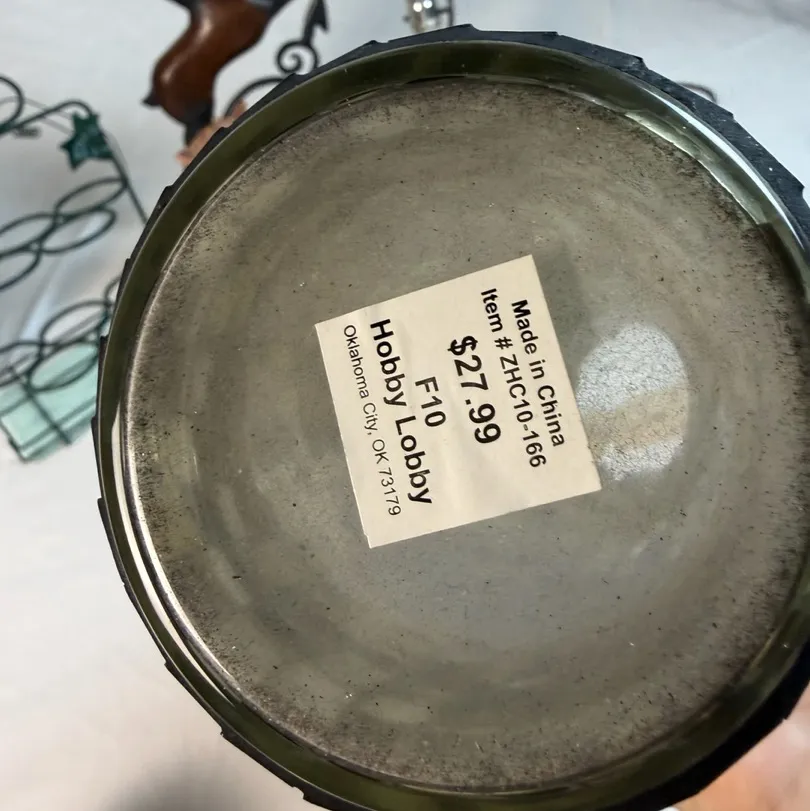 Made in China
Item # ZHC10-166
$27.99
F10
Hobby Lobby
Oklahoma City, OK 73179